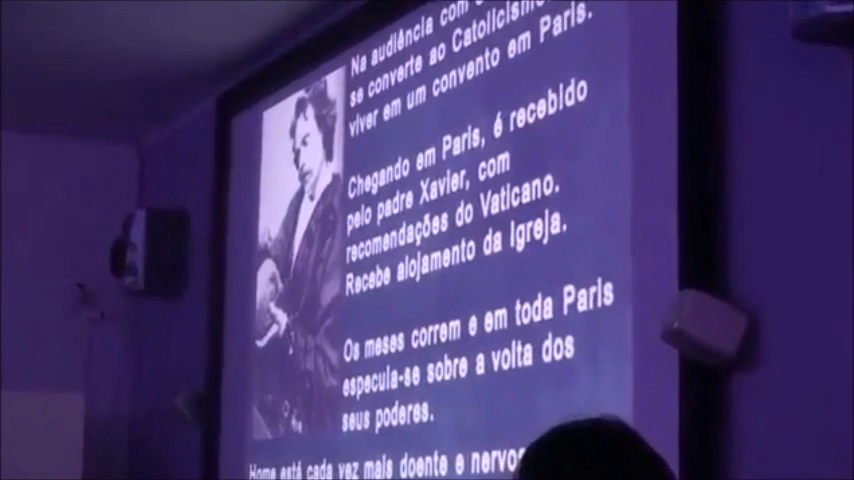 Na audiência com
se converte ao Catolicismo
viver em um convento em Paris.
Chegando em Paris, é recebido
pelo padre Xavier, com
recomendações do Vaticano.
Recebe alojamento da Igreja.
Os meses correm e em toda Paris
especula-se sobre a volta dos
seus poderes.
Home está cada vez mais doente e nervos